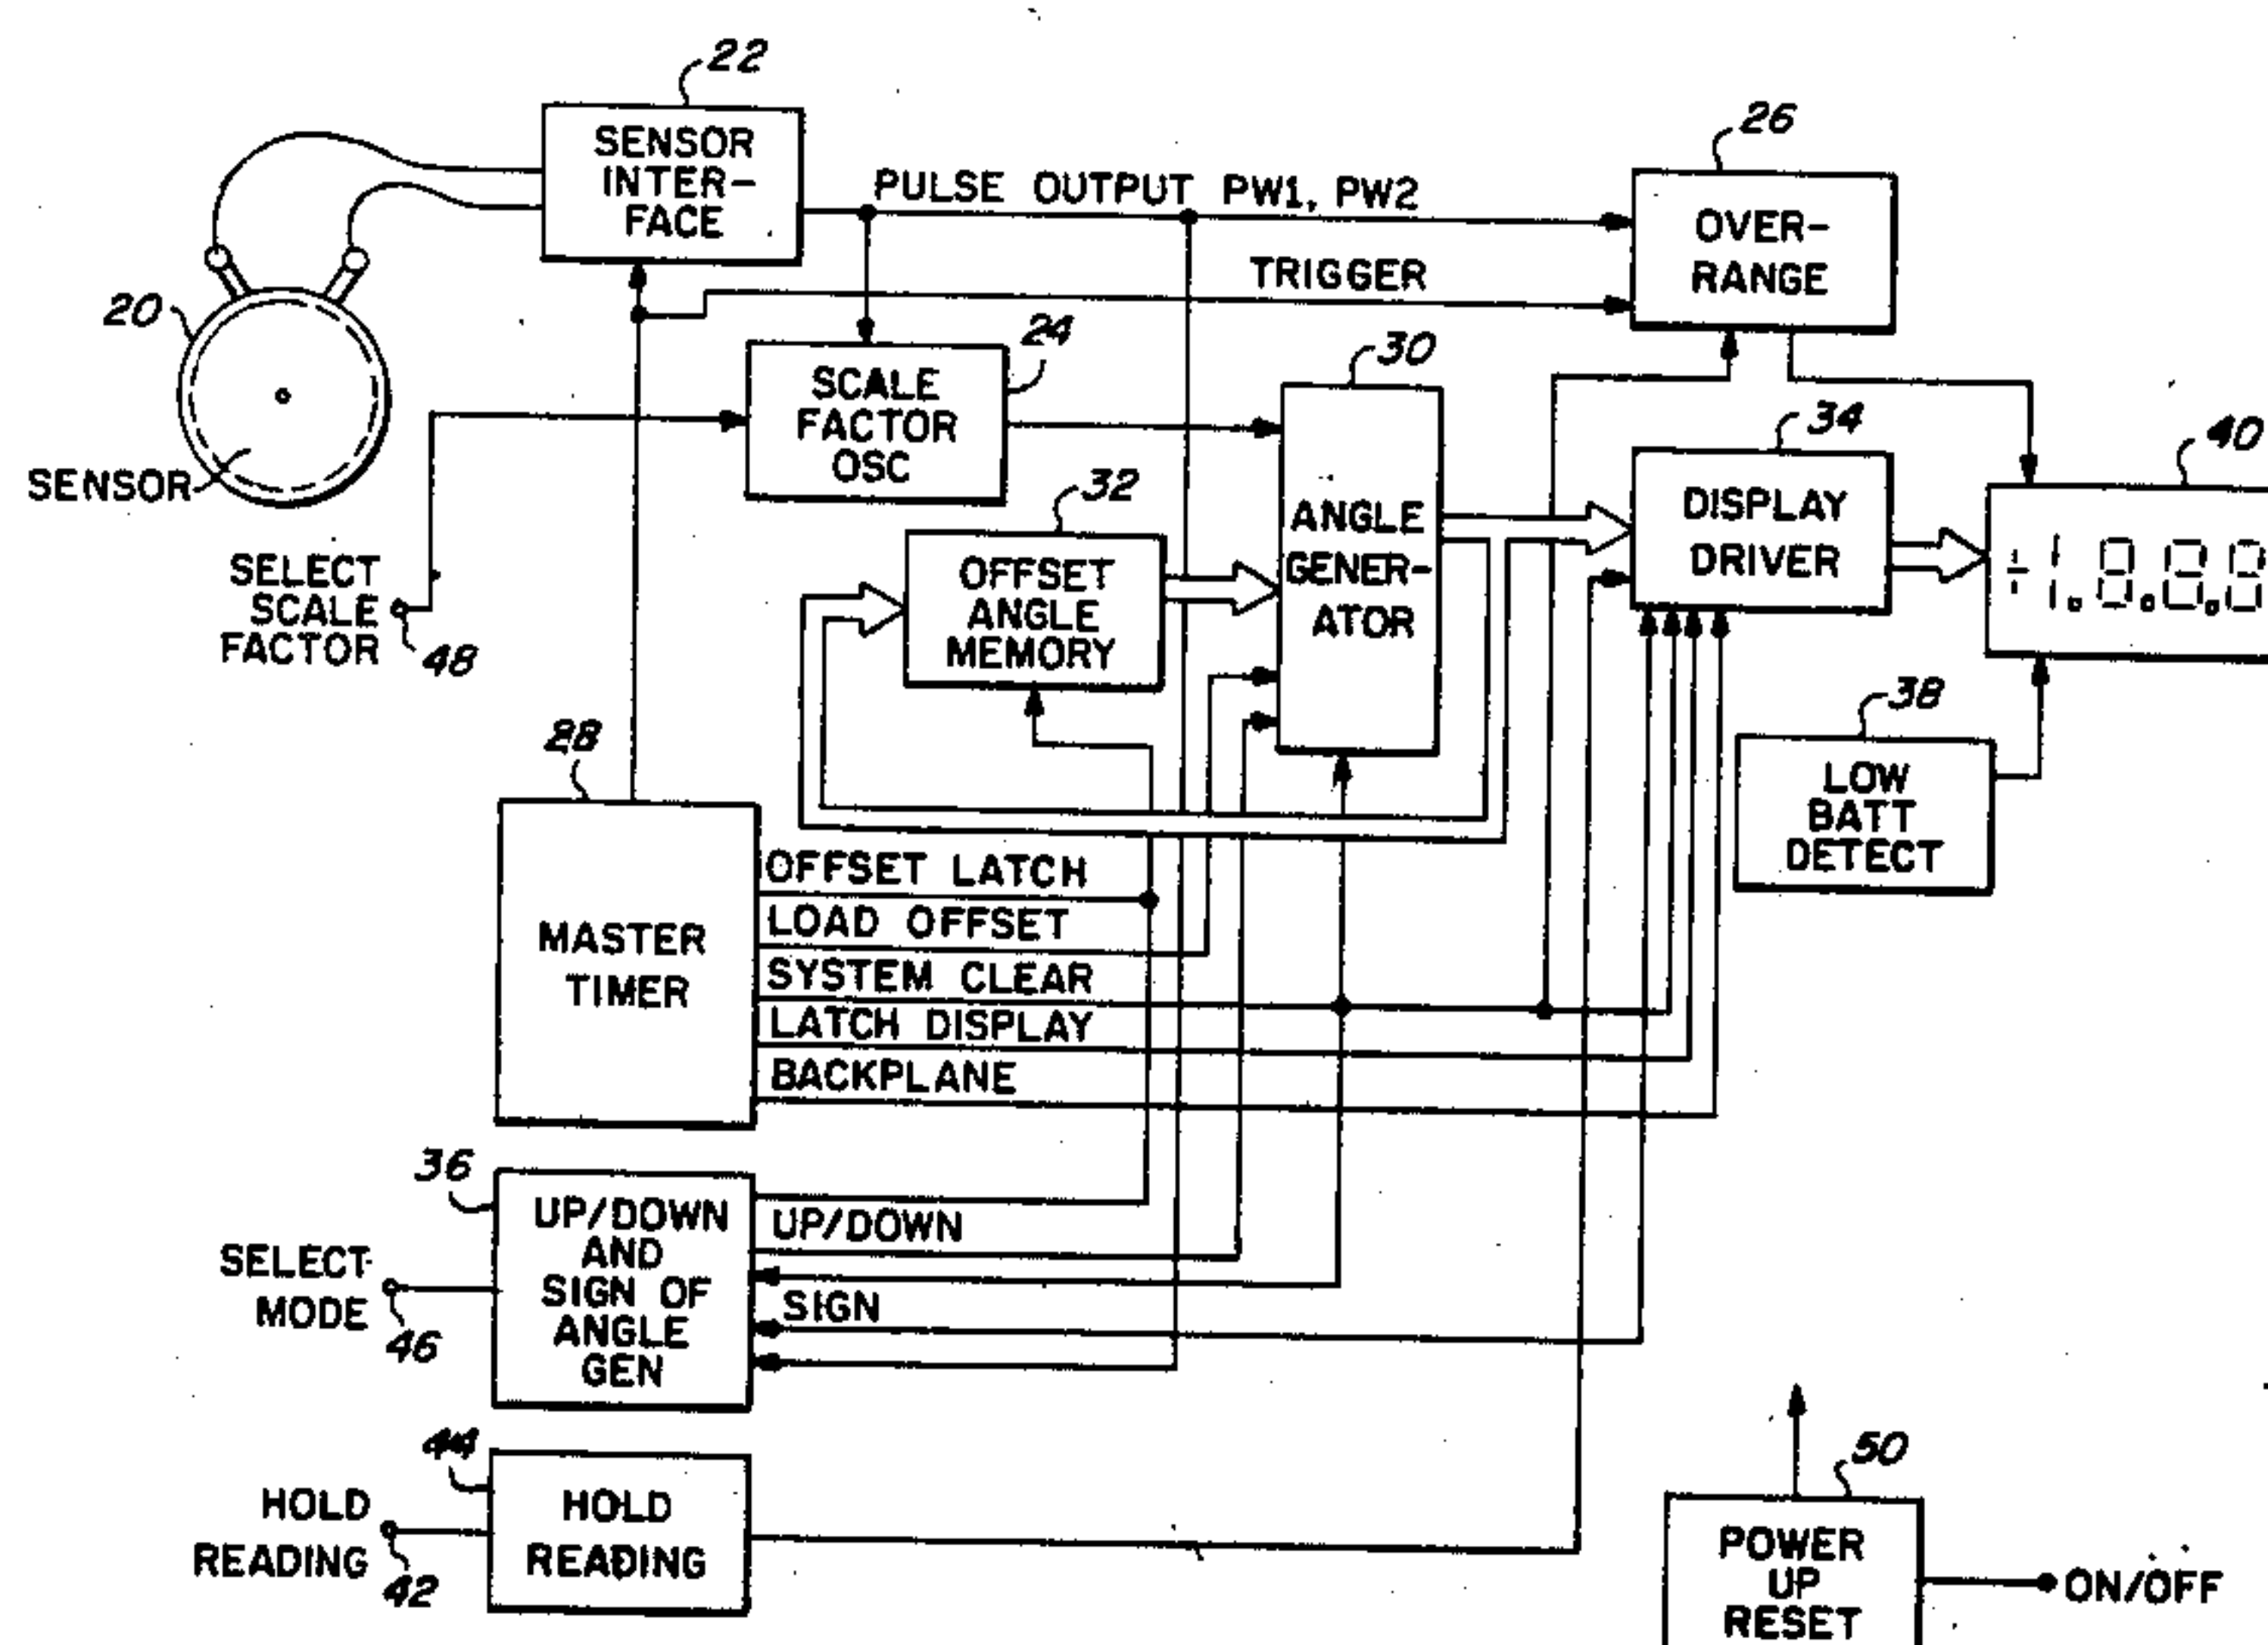 22
SENSOR
INTER-
FACE
26
PULSE OUTPUT PW1, PW2
OVER-
RANGE
TRIGGER
20
24
30
SCALE
FACTOR
OSC
SENSOR
34
40
32
ANGLE
GENER-
ATOR
DISPLAY
DRIVER
±1.8.8.8
OFFSET
ANGLE
MEMORY
SELECT
SCALE
FACTOR
48
38
28
LOW
BATT
DETECT
OFFSET LATCH
LOAD OFFSET
MASTER
TIMER
SYSTEM CLEAR
LATCH DISPLAY
BACKPLANE
36
UP/DOWN
AND
SIGN OF
ANGLE
GEN
UP/DOWN
SELECT
MODE
46
SIGN
44
50
HOLD
READING
42
HOLD
READING
POWER
UP
RESET
ON/OFF